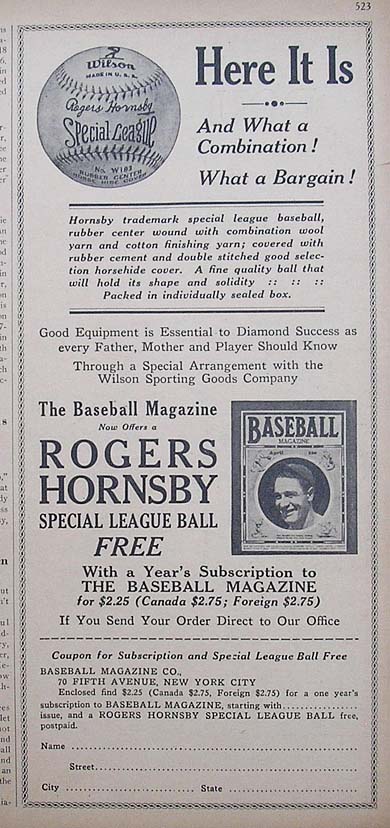 523
Wilson
MADE IN U.S.A.
Rogers Hornsby
Special League
No. W183
RUBBER CENTER
HORSE HIDE COVER
Here It Is
And What a
Combination!
What a Bargain!
Hornsby trademark special league baseball,
rubber center wound with combination wool
yarn and cotton finishing yarn; covered with
rubber cement and double stitched good selec-
tion horsehide cover. A fine quality ball that
will hold its shape and solidity :: :: ::
Packed in individually sealed box.
Good Equipment is Essential to Diamond Success as
every Father, Mother and Player Should Know
Through a Special Arrangement with the
Wilson Sporting Goods Company
The Baseball Magazine
Now Offers a
ROGERS
HORNSBY
SPECIAL LEAGUE BALL
FREE
BASEBALL
MAGAZINE
April
With a Year's Subscription to
THE BASEBALL MAGAZINE
for $2.25 (Canada $2.75; Foreign $2.75)
If You Send Your Order Direct to Our Office
Coupon for Subscription and Special League Ball Free
BASEBALL MAGAZINE CO.,
70 FIFTH AVENUE, NEW YORK CITY
Enclosed find $2.25 (Canada $2.75, Foreign $2.75) for a one year's
subscription to BASEBALL MAGAZINE, starting with..................
issue, and a ROGERS HORNSBY SPECIAL LEAGUE BALL free,
postpaid.
Name ..................
Street..................
City .................. State ..................